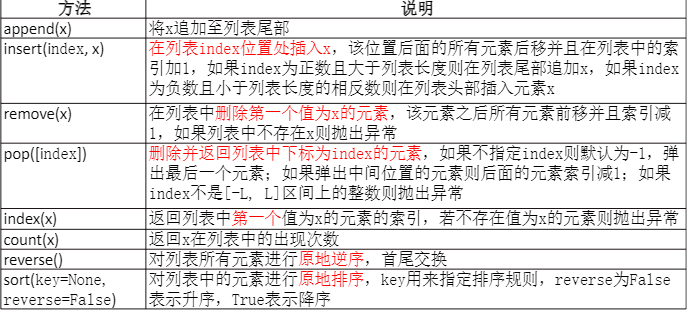 方法 说明
append(x) 将x追加至列表尾部
insert(index, x) 在列表index位置处插入x，该位置后面的所有元素后移并且在列表中的索
引加1，如果index为正数且大于列表长度则在列表尾部追加x，如果index
为负数且小于列表长度的相反数则在列表头部插入元素x
remove(x) 在列表中删除第一个值为x的元素，该元素之后所有元素前移并且索引减
1，如果列表中不存在x则抛出异常
pop([index]) 删除并返回列表中下标为index的元素，如果不指定index则默认为-1，弹
出最后一个元素；如果弹出中间位置的元素则后面的元素索引减1；如果
index不是[-L, L]区间上的整数则抛出异常
index(x) 返回列表中第一个值为x的元素的索引，若不存在值为x的元素则抛出异常
count(x) 返回x在列表中的出现次数
reverse() 对列表所有元素进行原地逆序，首尾交换
sort(key=None, 对列表中的元素进行原地排序，key用来指定排序规则，reverse为False
reverse=False) 表示升序，True表示降序